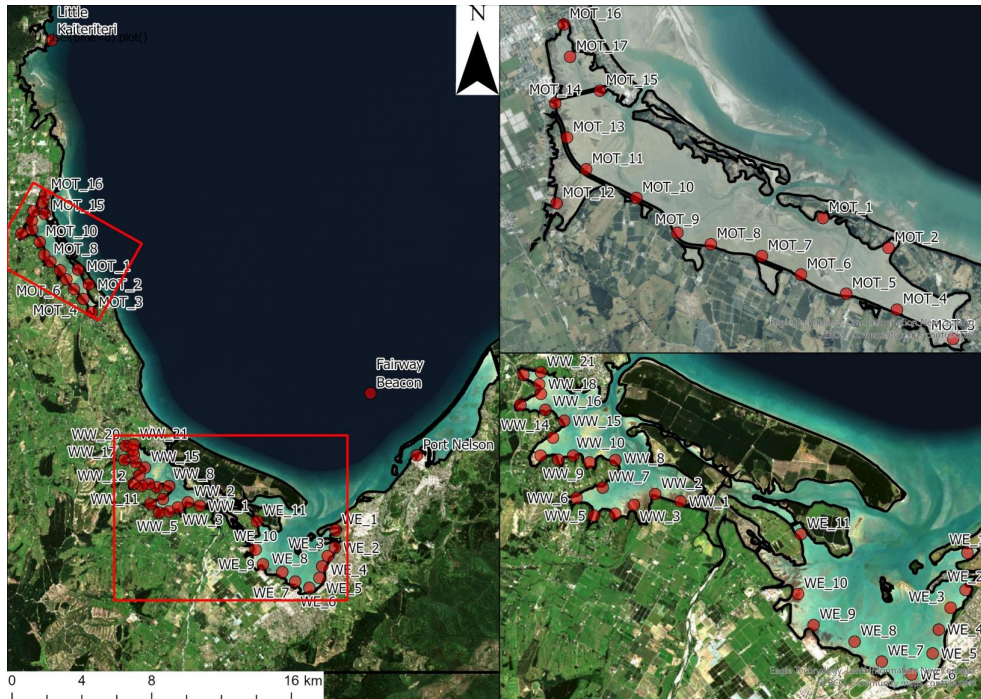 Little
Kaiteriteri
N
MOT_16
MOT_15
MOT_10
MOT_8
MOT_1
MOT_2
MOT_6
MOT_3
MOT_4
Fairway
Beacon
Port Nelson
WW_20
WW_21
WW_17
WW_15
WW_12
WW_8
WW_2
WW_11
WW_1
WW_3
WW_5
WE_11
WE_1
WE_10
WE_3
WE_2
WE_9
WE_8
WE_4
WE_7
WE_5
WE_6
0 4 8 16 km
MOT_16
MOT_17
MOT_15
MOT_14
MOT_13
MOT_11
MOT_12
MOT_10
MOT_9
MOT_8
MOT_7
MOT_6
MOT_5
MOT_4
MOT_3
MOT_1
MOT_2
WW_21
WW_18
WW_16
WW_15
WW_14
WW_10
WW_9
WW_8
WW_7
WW_6
WW_5
WW_2
WW_1
WW_3
WE_11
WE_1
WE_2
WE_3
WE_10
WE_9
WE_8
WE_4
WE_7
WE_5
WE_6